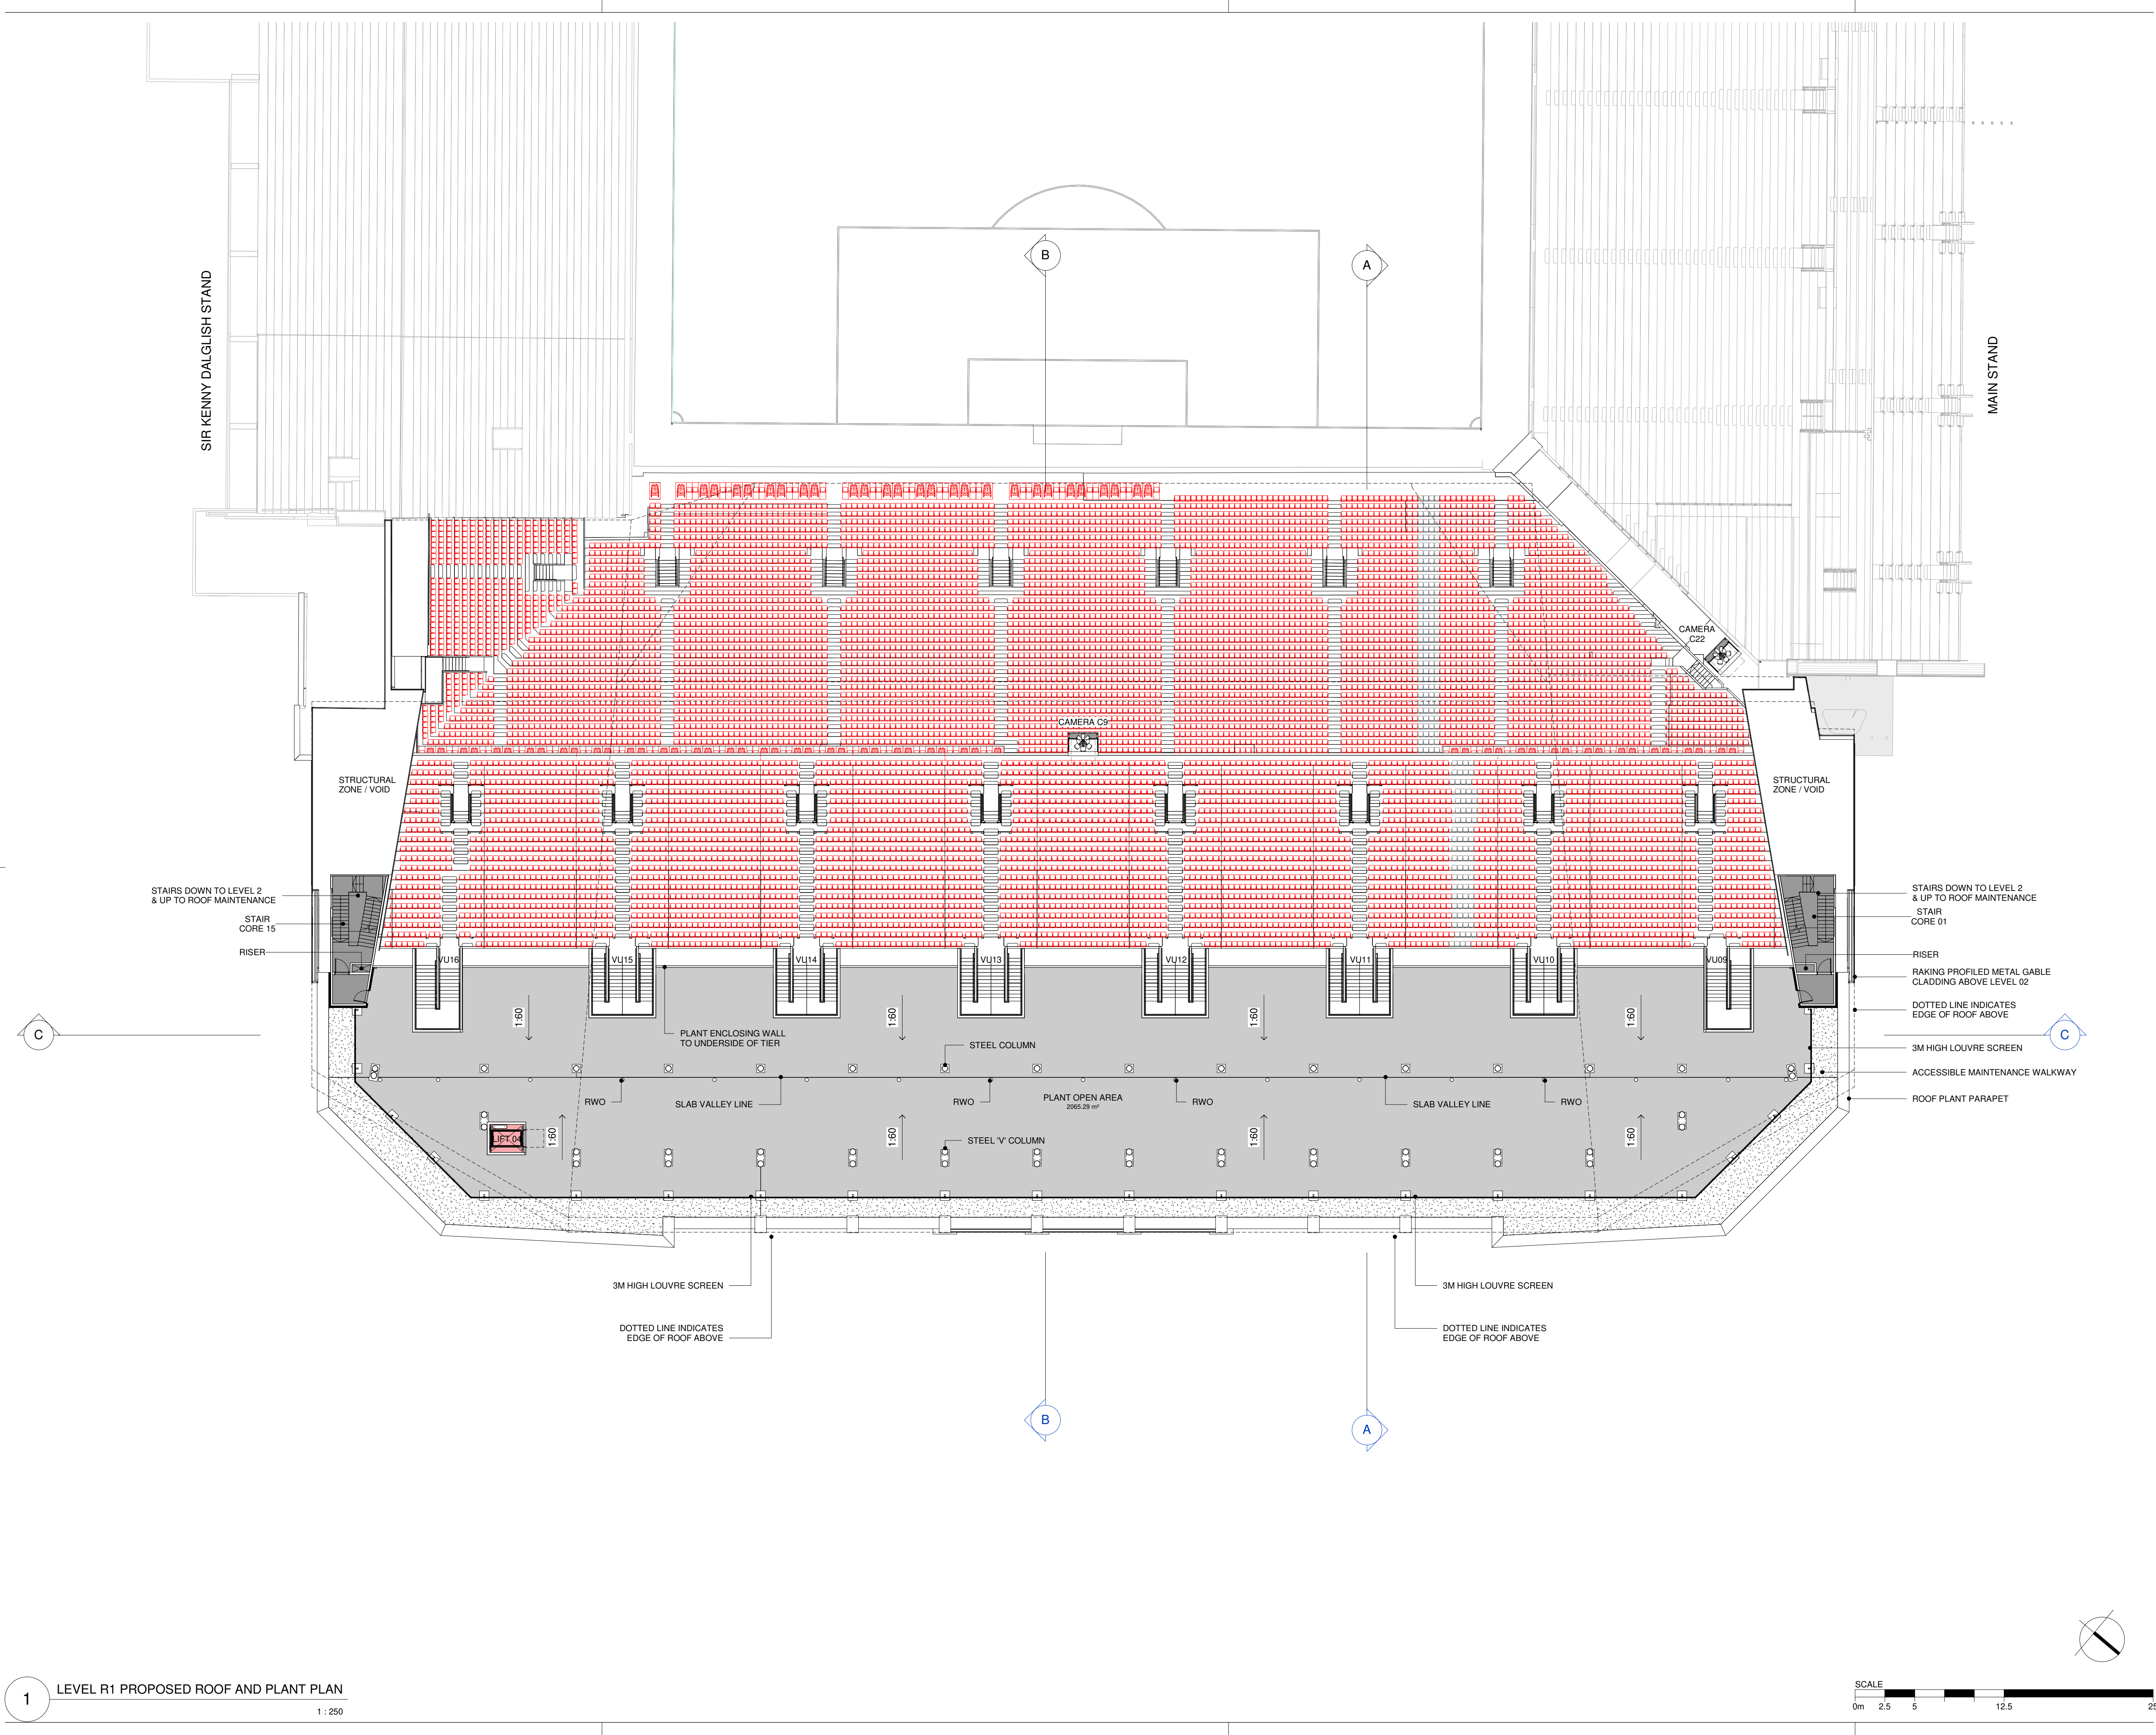 B
A
SIR KENNY DALGLISH STAND
MAIN STAND
CAMERA
C22
CAMERA C9
STRUCTURAL
ZONE / VOID
STRUCTURAL
ZONE / VOID
STAIRS DOWN TO LEVEL 2
& UP TO ROOF MAINTENANCE
STAIR
CORE 15
RISER
STAIRS DOWN TO LEVEL 2
& UP TO ROOF MAINTENANCE
STAIR
CORE 01
RISER
RAKING PROFILED METAL GABLE
CLADDING ABOVE LEVEL 02
DOTTED LINE INDICATES
EDGE OF ROOF ABOVE
3M HIGH LOUVRE SCREEN
ACCESSIBLE MAINTENANCE WALKWAY
ROOF PLANT PARAPET
VU16
VU15
VU14
VU13
VU12
VU11
VU10
VU09
1:60
1:60
1:60
1:60
C
C
PLANT ENCLOSING WALL
TO UNDERSIDE OF TIER
STEEL COLUMN
RWO
SLAB VALLEY LINE
RWO
PLANT OPEN AREA
2065.29 m²
RWO
SLAB VALLEY LINE
RWO
LIFT 04
1:60
1:60
1:60
1:60
STEEL 'V' COLUMN
3M HIGH LOUVRE SCREEN
3M HIGH LOUVRE SCREEN
DOTTED LINE INDICATES
EDGE OF ROOF ABOVE
DOTTED LINE INDICATES
EDGE OF ROOF ABOVE
B
A
1
LEVEL R1 PROPOSED ROOF AND PLANT PLAN
1 : 250
SCALE
0m 2.5 5 12.5 25